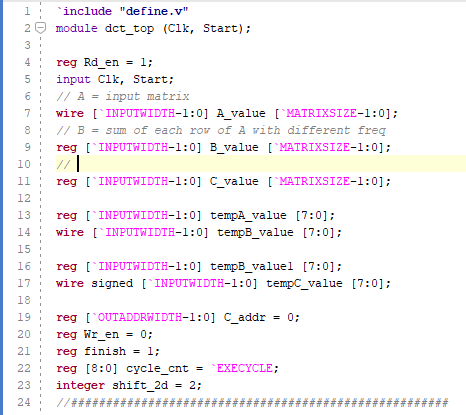 1 `include "define.v"
2 module dct_top (Clk, Start);
3
4 reg Rd_en = 1;
5 input Clk, Start;
6 // A = input matrix
7 wire [`INPUTWIDTH-1:0] A_value [`MATRIXSIZE-1:0];
8 // B = sum of each row of A with different freq
9 reg [`INPUTWIDTH-1:0] B_value [`MATRIXSIZE-1:0];
10 //
11 reg [`INPUTWIDTH-1:0] C_value [`MATRIXSIZE-1:0];
12
13 reg [`INPUTWIDTH-1:0] tempA_value [7:0];
14 wire [`INPUTWIDTH-1:0] tempB_value [7:0];
15
16 reg [`INPUTWIDTH-1:0] tempB_value1 [7:0];
17 wire signed [`INPUTWIDTH-1:0] tempC_value [7:0];
18
19 reg [`OUTADDRWIDTH-1:0] C_addr = 0;
20 reg Wr_en = 0;
21 reg finish = 1;
22 reg [8:0] cycle_cnt = `EXECYCLE;
23 integer shift_2d = 2;
24 //####################################################